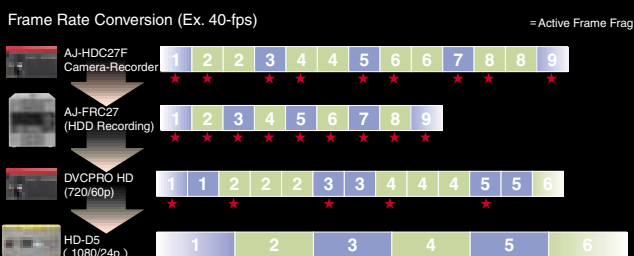 Frame Rate Conversion (Ex. 40-fps)
= Active Frame Frag
AJ-HDC27F
Camera-Recorder
1 2 2 3 4 4 5 6 6 7 8 8 9
AJ-FRC27
(HDD Recording)
1 2 3 4 5 6 7 8 9
DVCPRO HD
(720/60p)
1 1 2 2 2 3 3 4 4 4 5 5 6
HD-D5
( 1080/24p )
1 2 3 4 5 6